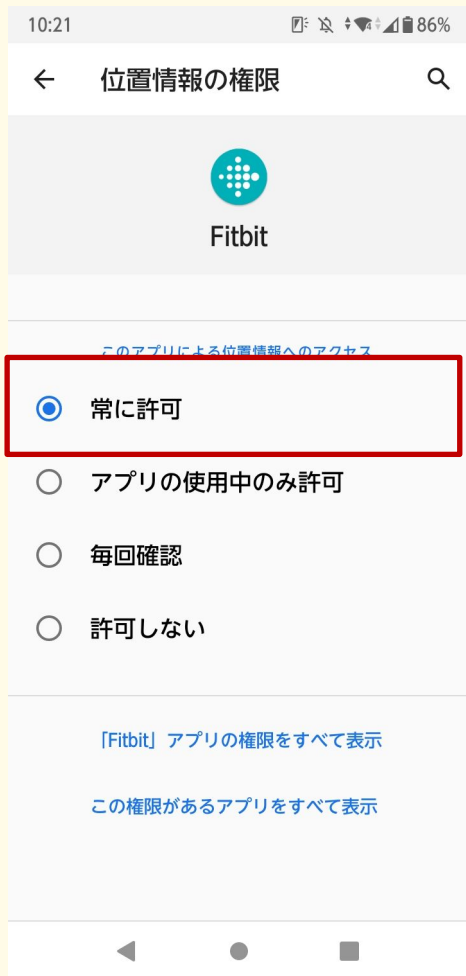 10:21
86%
位置情報の権限
Fitbit
このアプリによる位置情報へのアクセス
常に許可
アプリの使用中のみ許可
毎回確認
許可しない
「Fitbit」アプリの権限をすべて表示
この権限があるアプリをすべて表示